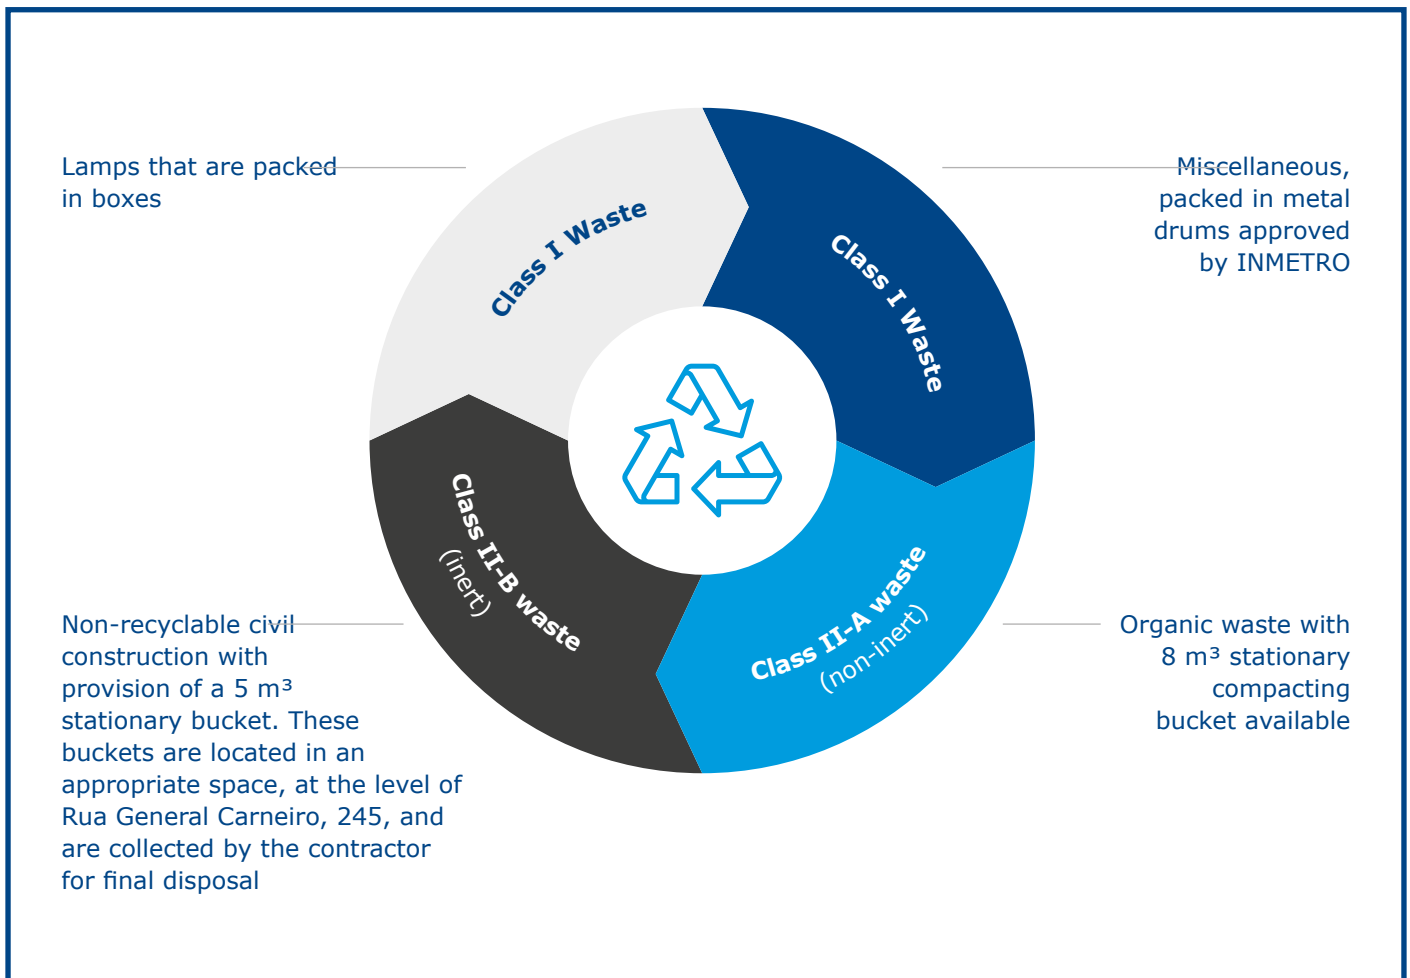 Lamps that are packed
in boxes
Class I Waste
Class I Waste
Miscellaneous,
packed in metal
drums approved
by INMETRO
Class II-B waste
(inert)
Class II-A waste
(non-inert)
Non-recyclable civil
construction with
provision of a 5 m³
stationary bucket. These
buckets are located in an
appropriate space, at the level of
Rua General Carneiro, 245, and
are collected by the contractor
for final disposal
Organic waste with
8 m³ stationary
compacting
bucket available